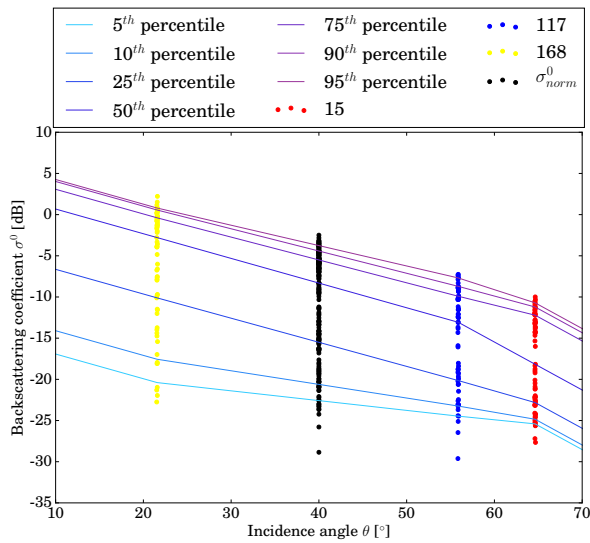 5th percentile
10th percentile
25th percentile
50th percentile
75th percentile
90th percentile
95th percentile
15
117
168
σ⁰norm
Backscattering coefficient σ⁰ [dB]
10
5
0
-5
-10
-15
-20
-25
-30
-35
10 20 30 40 50 60 70
Incidence angle θ [°]